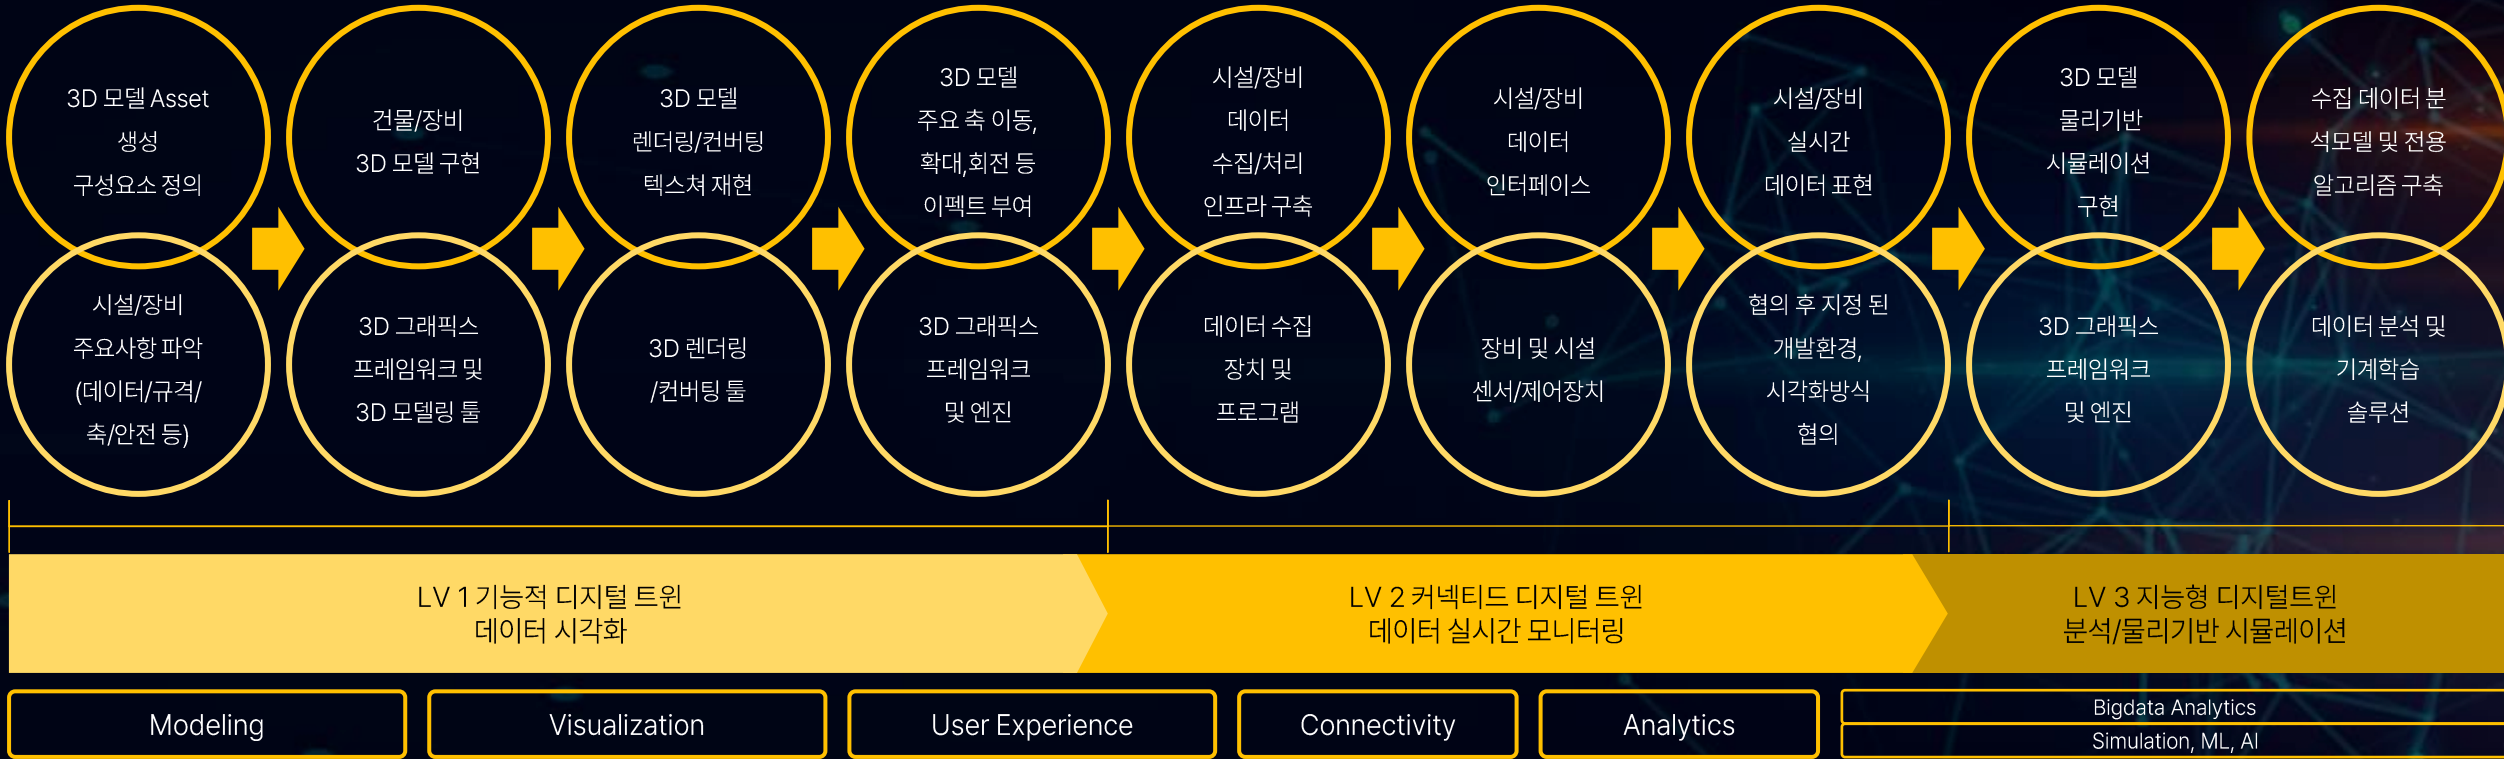 3D 모델 Asset
생성
구성요소 정의
건물/장비
3D 모델 구현
3D 모델
렌더링/컨버팅
텍스쳐 재현
3D 모델
주요 축 이동,
확대,회전 등
이펙트 부여
시설/장비
데이터
수집/처리
인프라 구축
시설/장비
데이터
인터페이스
시설/장비
실시간
데이터 표현
3D 모델
물리기반
시뮬레이션
구현
수집 데이터 분
석모델 및 전용
알고리즘 구축
시설/장비
주요사항 파악
(데이터/규격/
축/안전 등)
3D 그래픽스
프레임워크 및
3D 모델링 툴
3D 렌더링
/컨버팅 툴
3D 그래픽스
프레임워크
및 엔진
데이터 수집
장치 및
프로그램
장비 및 시설
센서/제어장치
협의 후 지정 된
개발환경,
시각화방식
협의
3D 그래픽스
프레임워크
및 엔진
데이터 분석 및
기계학습
솔루션
LV 1 기능적 디지털 트윈
데이터 시각화
LV 2 커넥티드 디지털 트윈
데이터 실시간 모니터링
LV 3 지능형 디지털트윈
분석/물리기반 시뮬레이션
Modeling
Visualization
User Experience
Connectivity
Analytics
Bigdata Analytics
Simulation, ML, AI